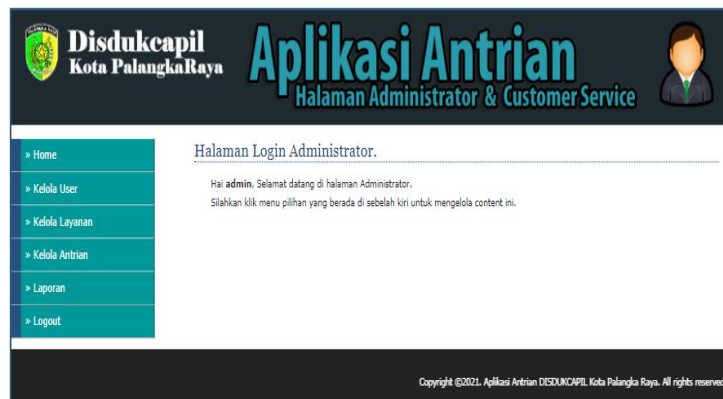 Disdukcapil
Kota PalangkaRaya
Aplikasi Antrian
Halaman Administrator & Customer Service
» Home
» Kelola User
» Kelola Layanan
» Kelola Antrian
» Laporan
» Logout
Halaman Login Administrator.
Hai admin, Selamat datang di halaman Administrator.
Silahkan klik menu pilihan yang berada di sebelah kiri untuk mengelola content ini.
Copyright ©2021. Aplikasi Antrian DISDUKCAPIL Kota Palangka Raya. All rights reserved